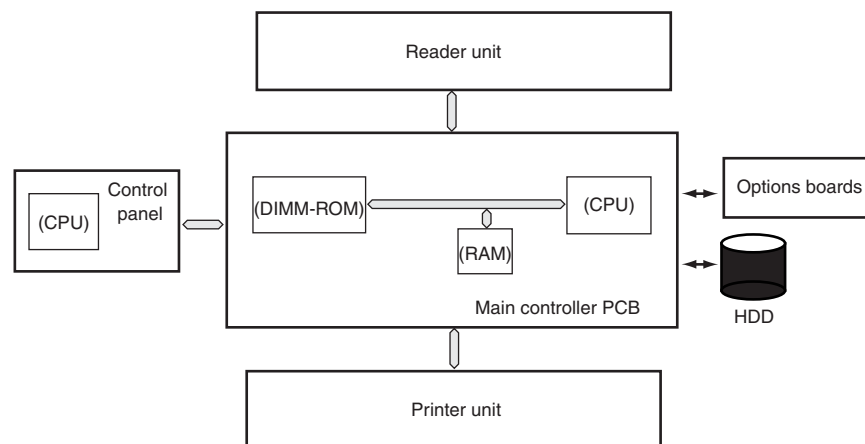 Reader unit
Control
panel
(CPU)
(DIMM-ROM)
(CPU)
(RAM)
Main controller PCB
Options boards
HDD
Printer unit